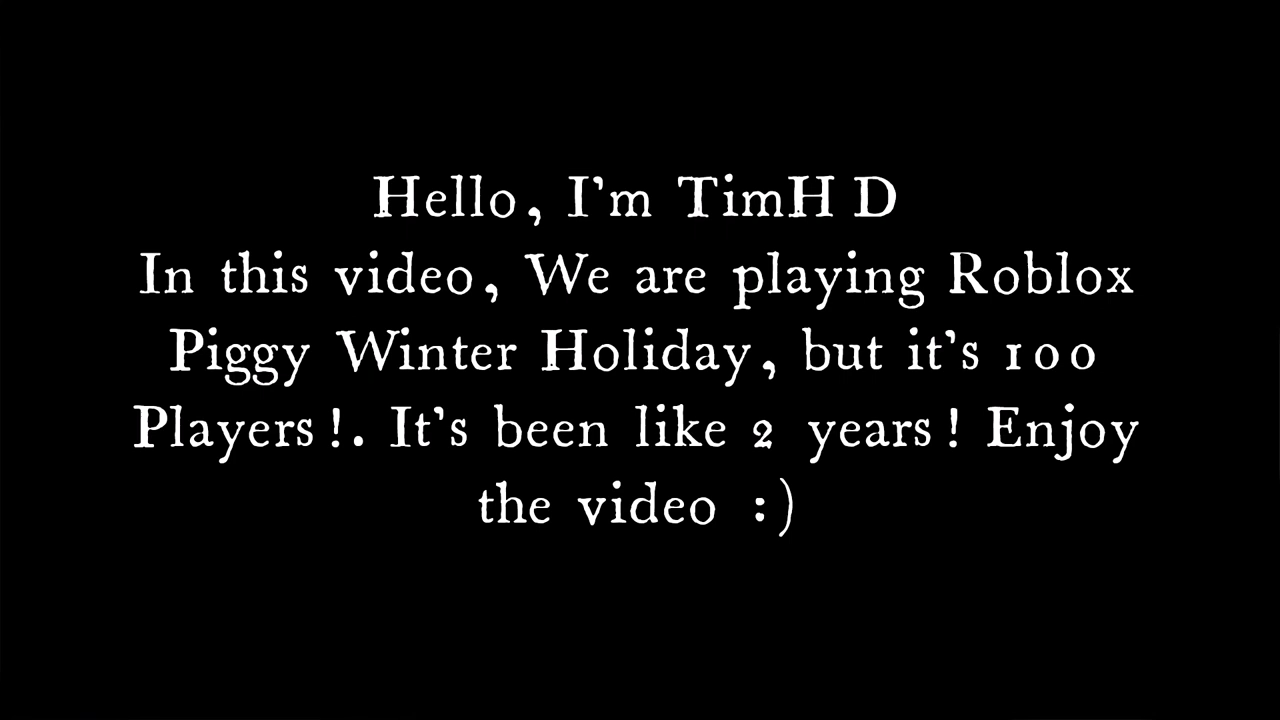 Hello, I'm TimH D
In this video, We are playing Roblox
Piggy Winter Holiday, but it's 100
Players!. It's been like 2 years! Enjoy
the video :)